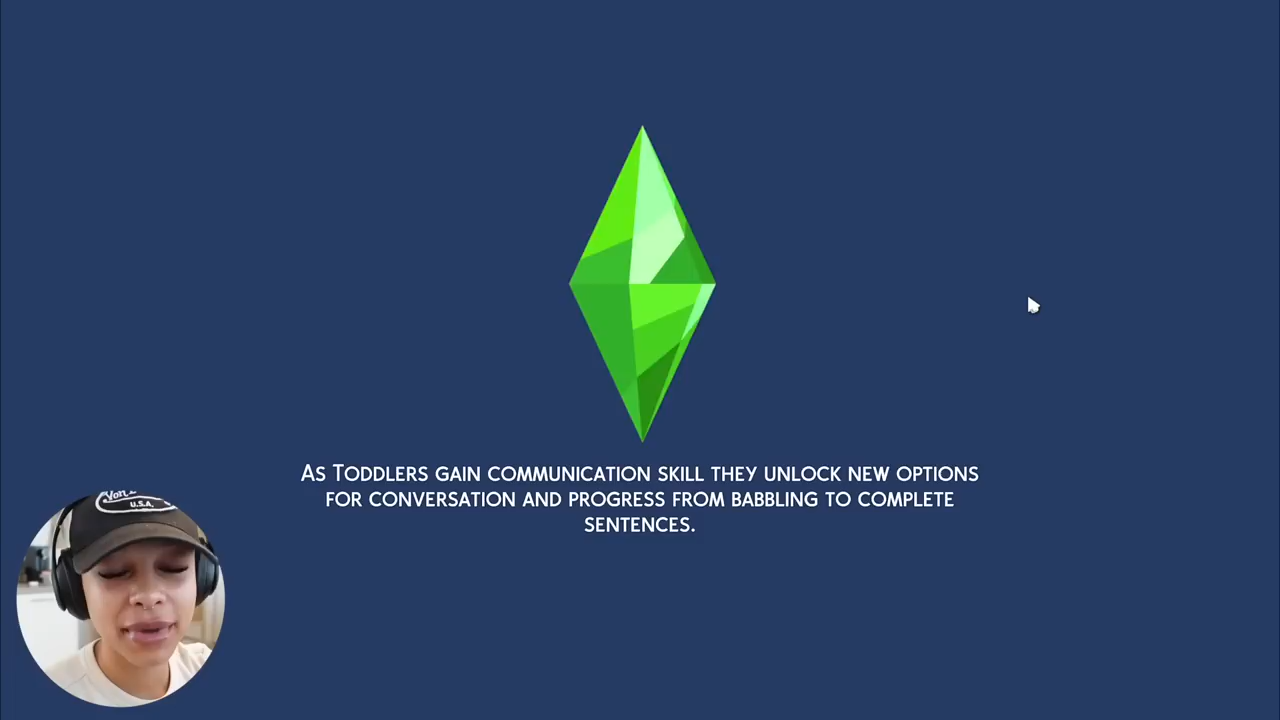 As Toddlers gain communication skill they unlock new options
for conversation and progress from babbling to complete
sentences.
U.S.A.